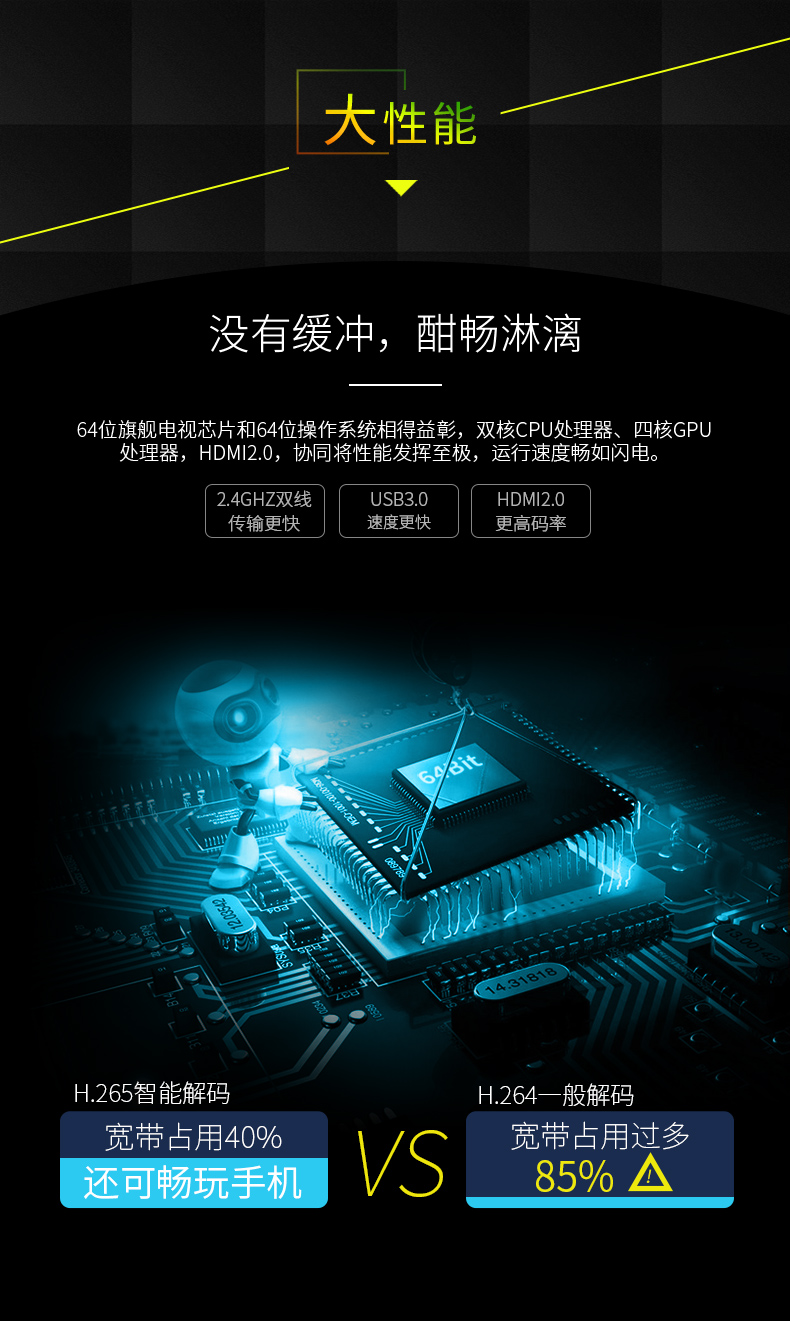 大性能
没有缓冲，酣畅淋漓
64位旗舰电视芯片和64位操作系统相得益彰，双核CPU处理器、四核GPU
处理器，HDMI2.0，协同将性能发挥至极，运行速度畅如闪电。
2.4GHZ双线
传输更快
USB3.0
速度更快
HDMI2.0
更高码率
64Bit
12.00542
14.31818
H.265智能解码
宽带占用40%
还可畅玩手机
VS
H.264一般解码
宽带占用过多
85%
!